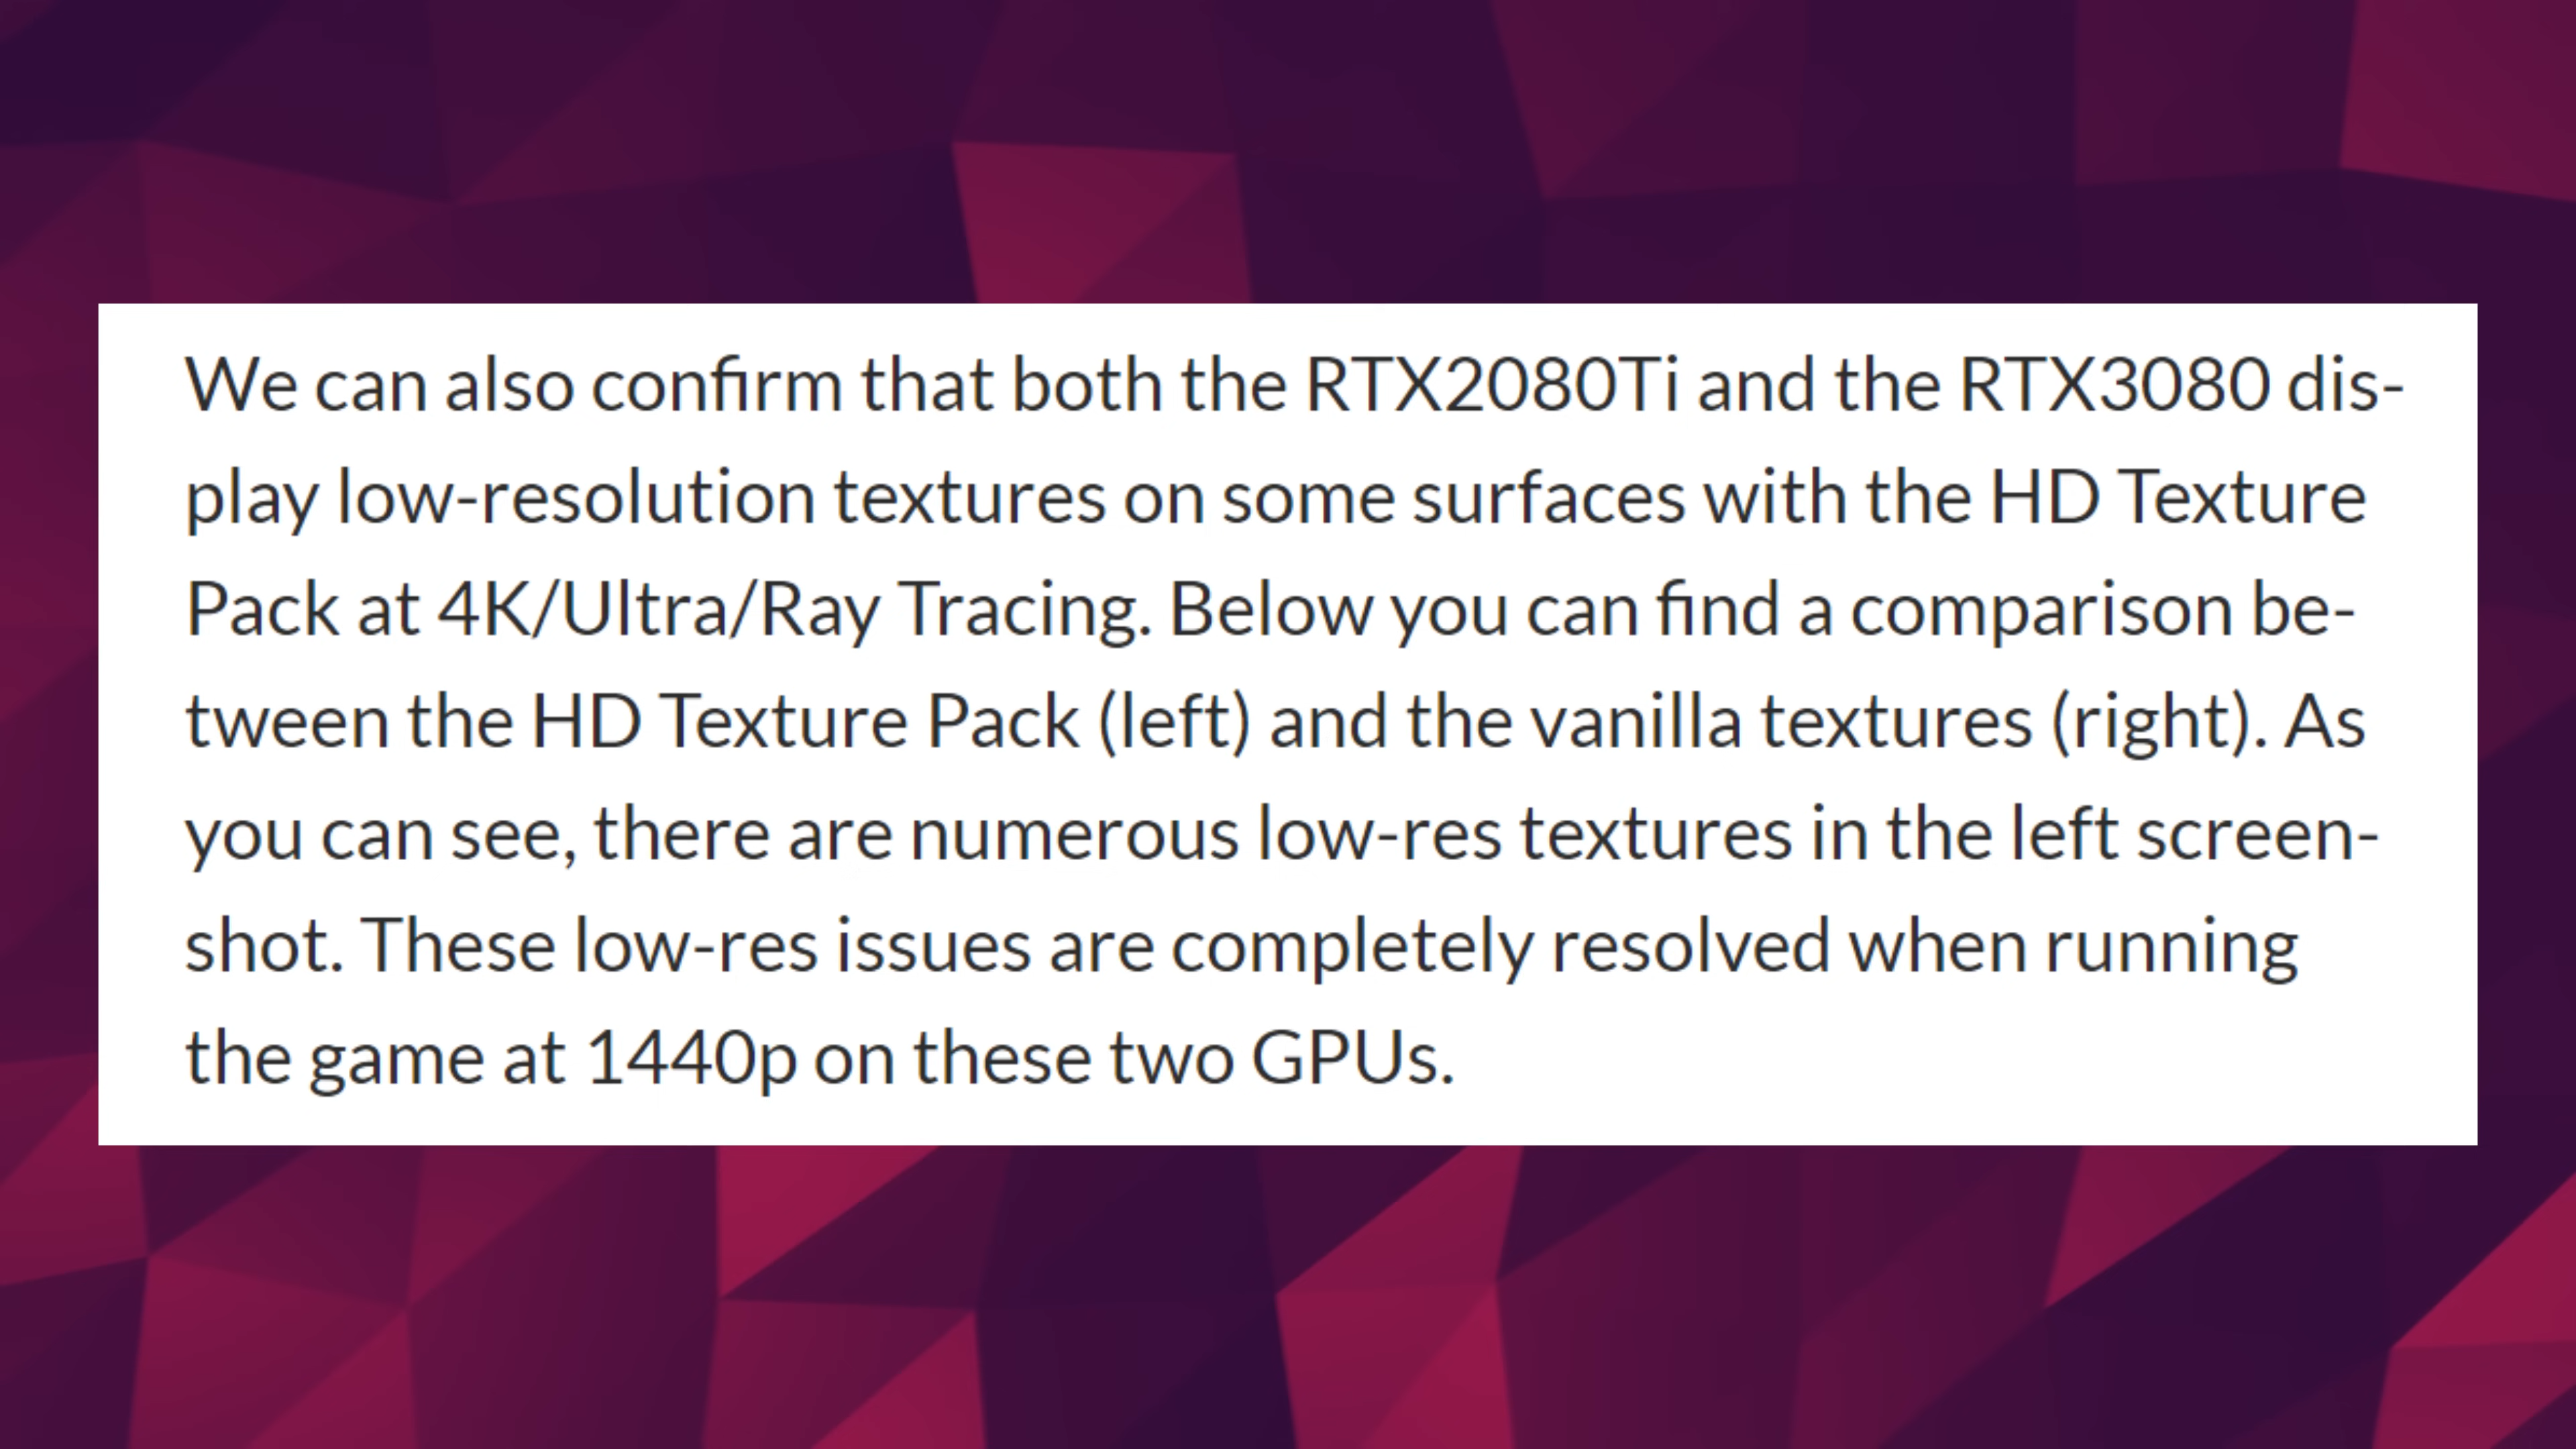 We can also confirm that both the RTX2080Ti and the RTX3080 dis-
play low-resolution textures on some surfaces with the HD Texture
Pack at 4K/Ultra/Ray Tracing. Below you can find a comparison be-
tween the HD Texture Pack (left) and the vanilla textures (right). As
you can see, there are numerous low-res textures in the left screen-
shot. These low-res issues are completely resolved when running
the game at 1440p on these two GPUs.